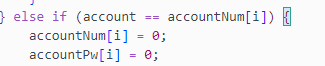 } else if (account == accountNum[i]) {
accountNum[i] = 0;
accountPw[i] = 0;